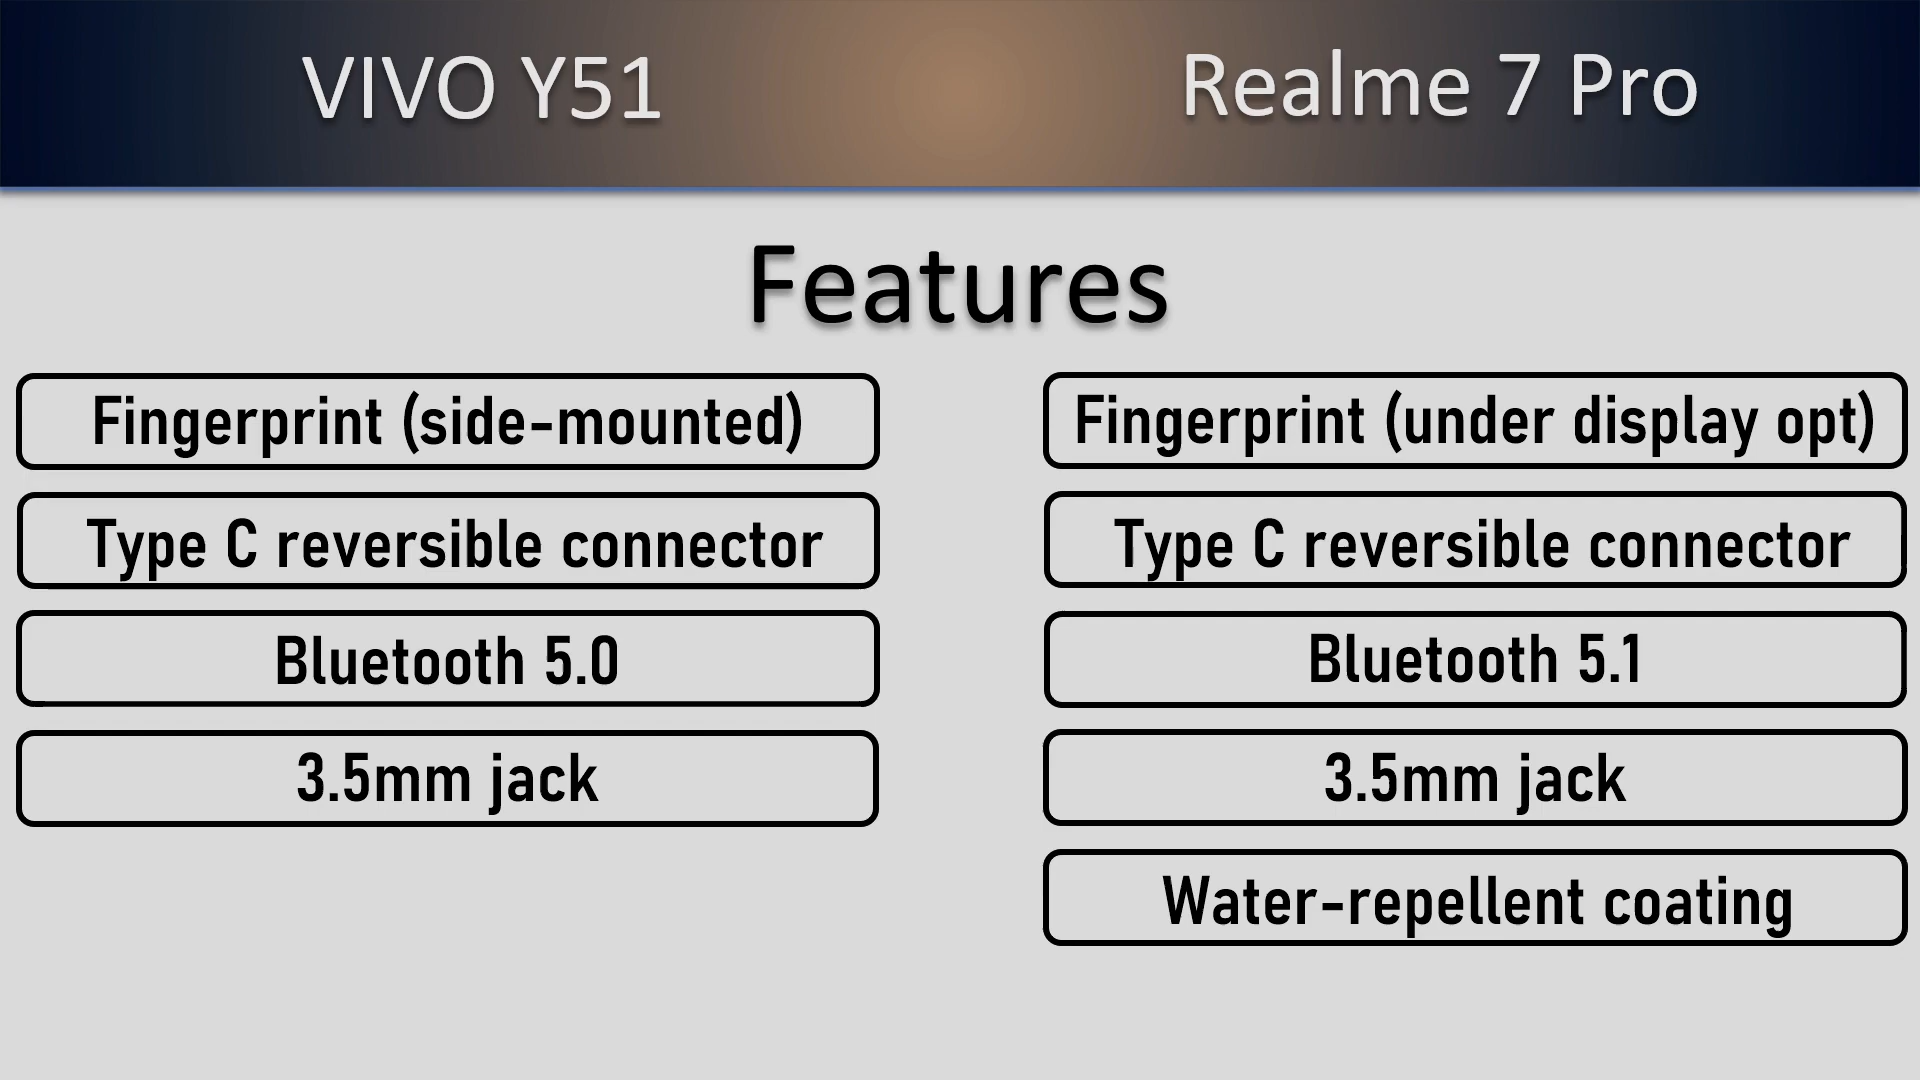 VIVO Y51
Realme 7 Pro
Features
Fingerprint (side-mounted)
Type C reversible connector
Bluetooth 5.0
3.5mm jack
Fingerprint (under display opt)
Type C reversible connector
Bluetooth 5.1
3.5mm jack
Water-repellent coating